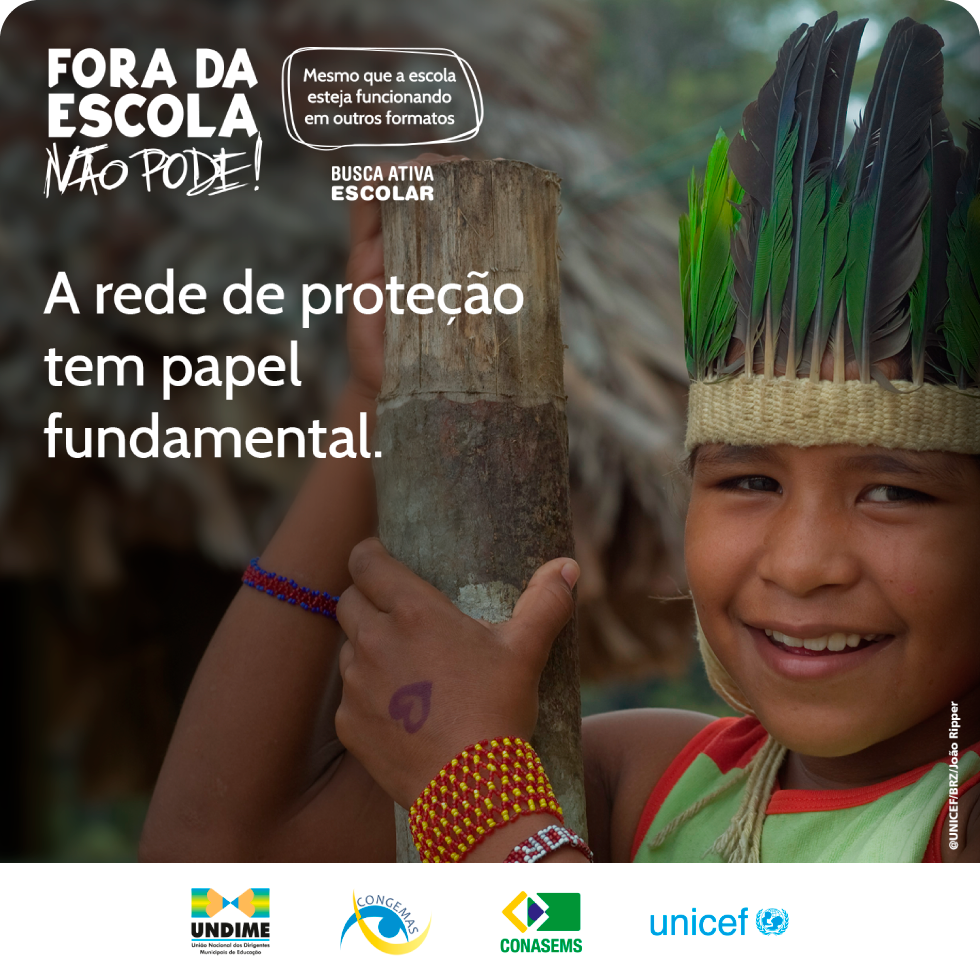 FORA DA
ESCOLA
NÃO PODE!
Mesmo que a escola
esteja funcionando
em outros formatos
BUSCA ATIVA
ESCOLAR
A rede de proteção
tem papel
fundamental.
@UNICEF/BRZ/João Ripper
UNDIME
União Nacional dos Dirigentes
Municipais de Educação
CONGEMAS
CONASEMS
unicef